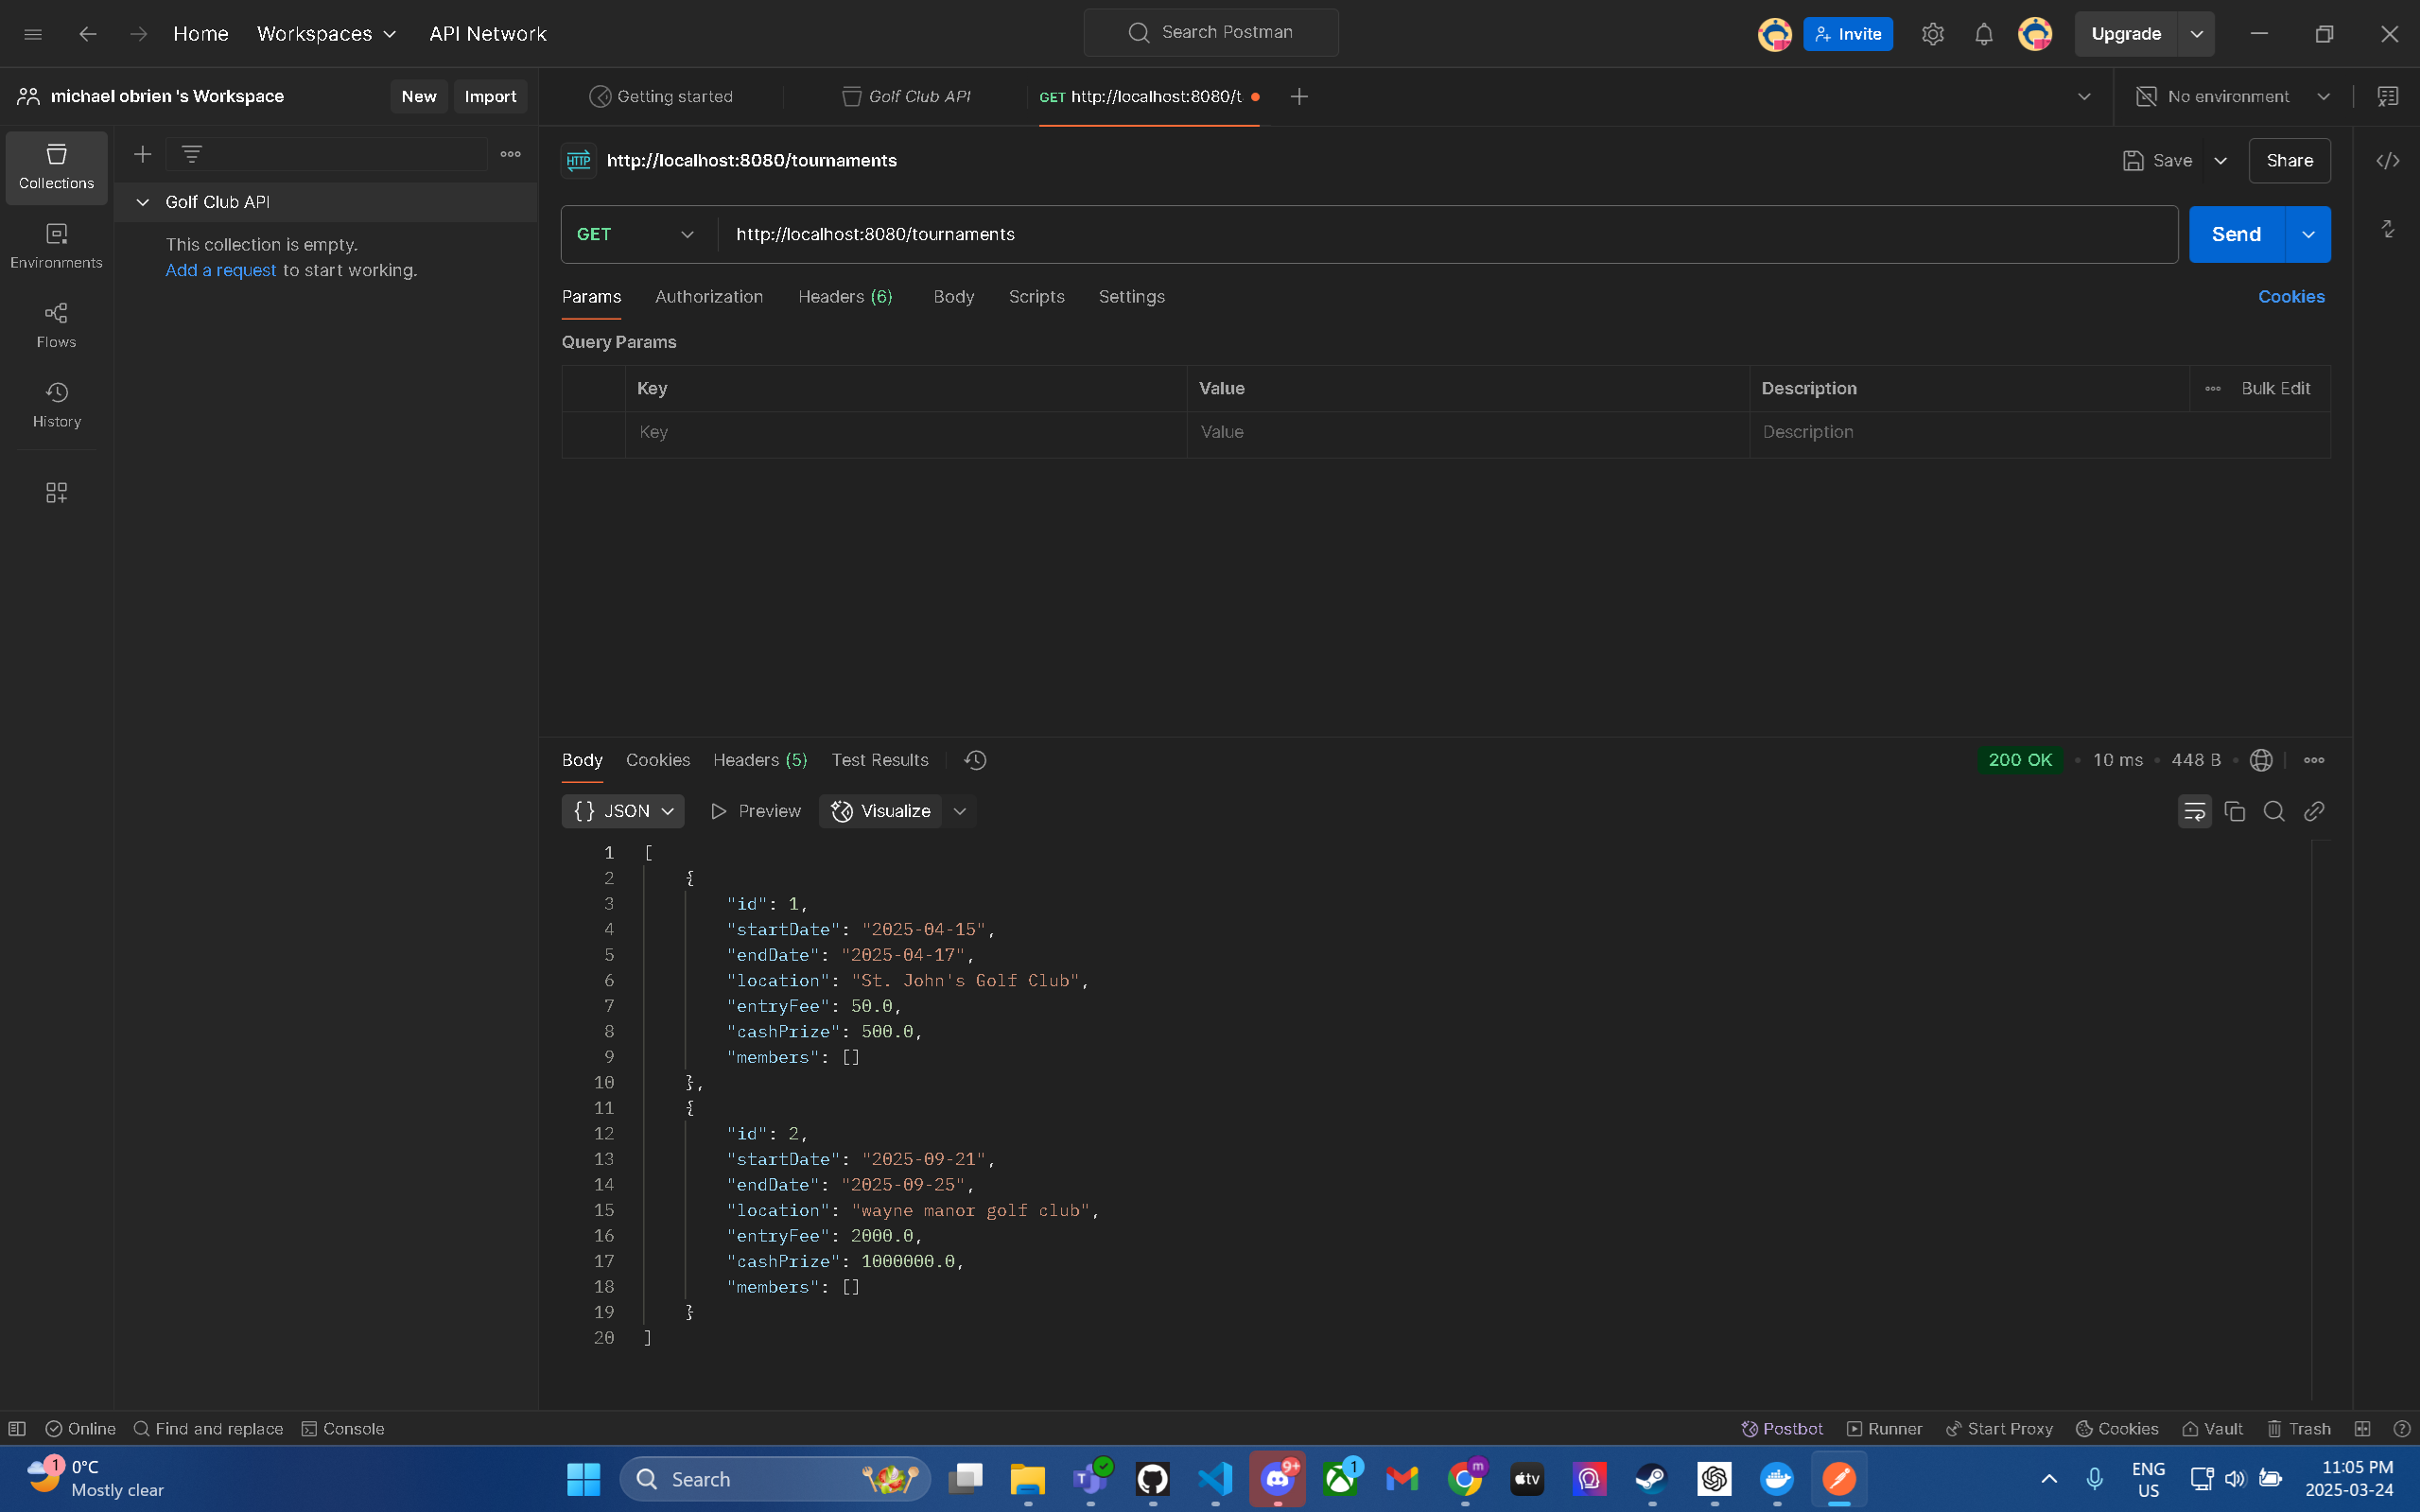 Home Workspaces API Network Search Postman Invite Upgrade
michael obrien 's Workspace New Import Getting started Golf Club API GET http://localhost:8080/t No environment
Collections
Environments
Flows
History
Golf Club API
This collection is empty.
Add a request to start working.
HTTP http://localhost:8080/tournaments Save Share
GET http://localhost:8080/tournaments Send
Params Authorization Headers (6) Body Scripts Settings Cookies
Query Params
Key Value Description Bulk Edit
Key Value Description
Body Cookies Headers (5) Test Results 200 OK • 10 ms • 448 B
{} JSON Preview Visualize
1 [
2 {
3 "id": 1,
4 "startDate": "2025-04-15",
5 "endDate": "2025-04-17",
6 "location": "St. John's Golf Club",
7 "entryFee": 50.0,
8 "cashPrize": 500.0,
9 "members": []
10 },
11 {
12 "id": 2,
13 "startDate": "2025-09-21",
14 "endDate": "2025-09-25",
15 "location": "wayne manor golf club",
16 "entryFee": 2000.0,
17 "cashPrize": 1000000.0,
18 "members": []
19 }
20 ]
Online Find and replace Console Postbot Runner Start Proxy Cookies Vault Trash
1 0°C
Mostly clear
Search 9+ 1 m tv
ENG
US
11:05 PM
2025-03-24